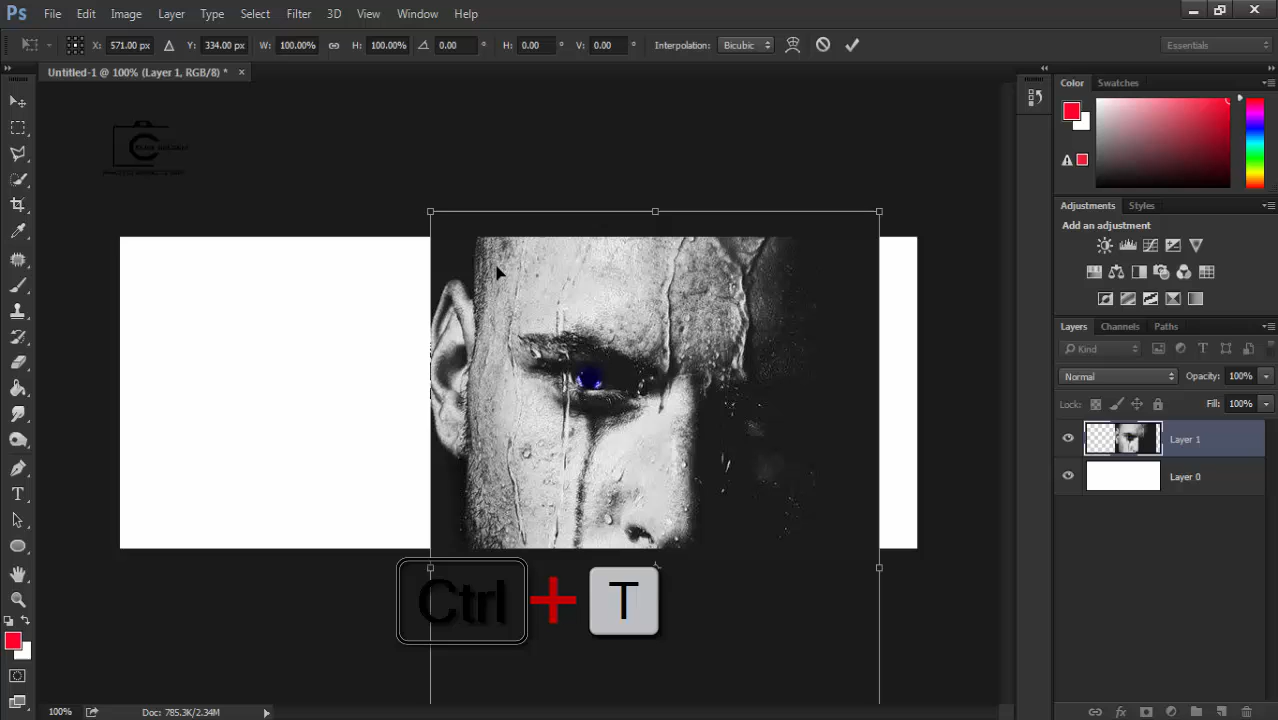 Ps File Edit Image Layer Type Select Filter 3D View Window Help
X: 571.00 px Y: 334.00 px W: 100.00% H: 100.00% 0.00 ° H: 0.00 ° V: 0.00 ° Interpolation: Bicubic Essentials
Untitled-1 @ 100% (Layer 1, RGB/8) * ×
Color Swatches
Adjustments Styles
Add an adjustment
Layers Channels Paths
Kind
Normal Opacity: 100%
Lock: Fill: 100%
Layer 1
Layer 0
Ctrl + T
100% Doc: 785.3K/2.34M